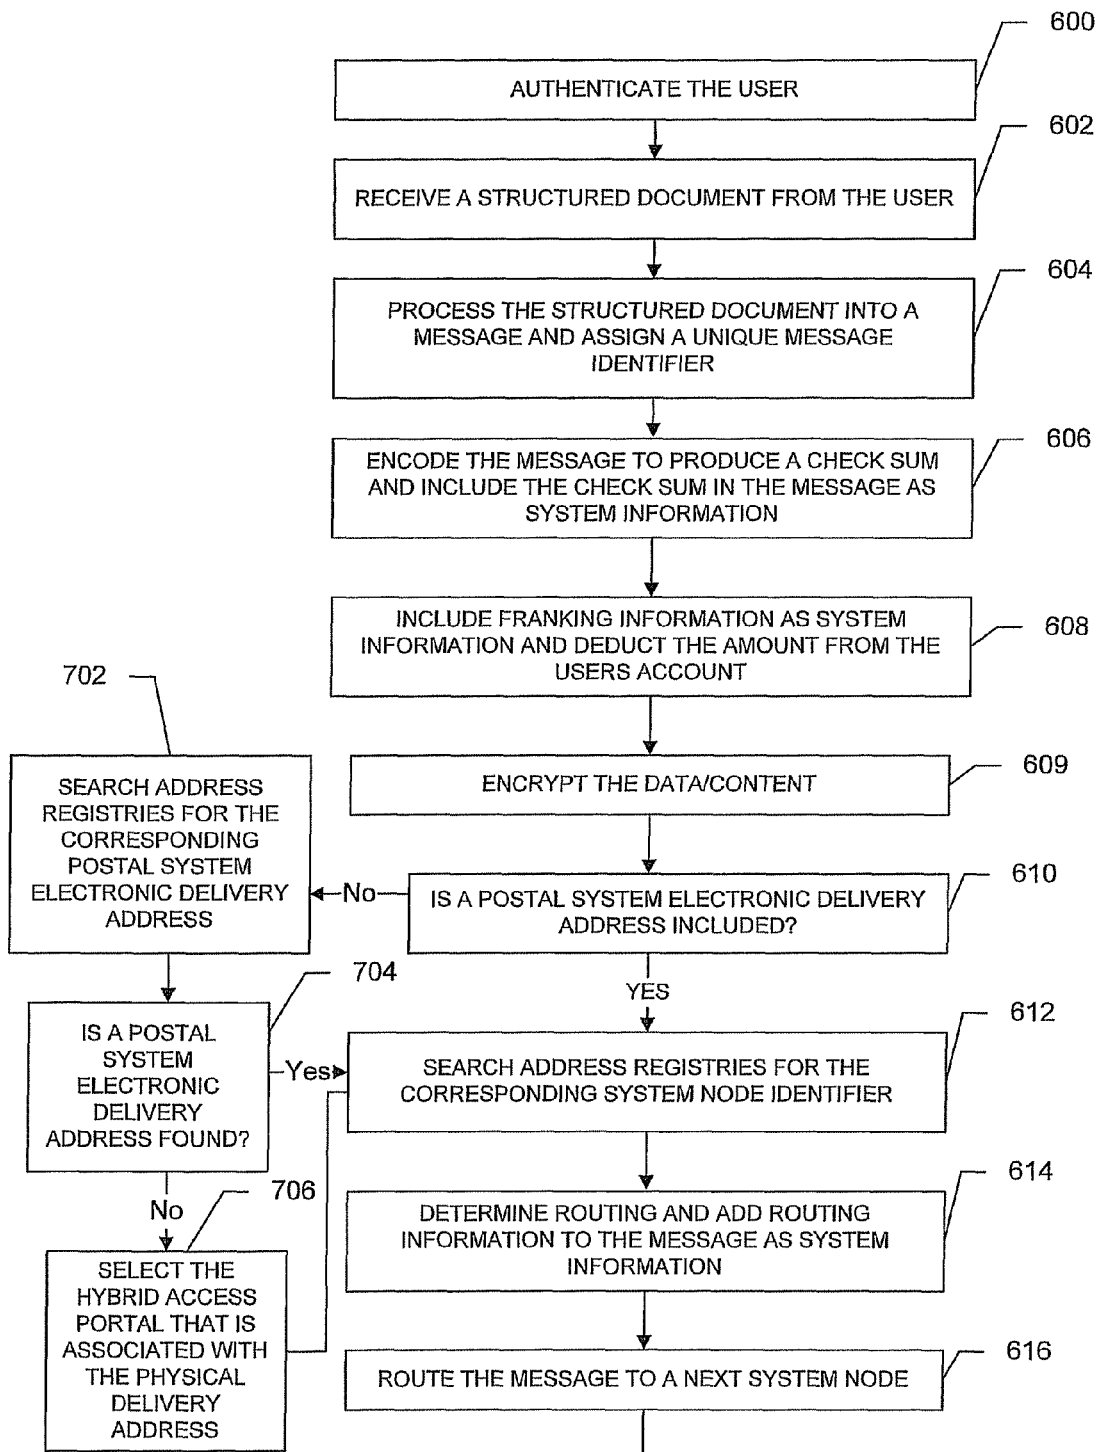 600
AUTHENTICATE THE USER
602
RECEIVE A STRUCTURED DOCUMENT FROM THE USER
604
PROCESS THE STRUCTURED DOCUMENT INTO A
MESSAGE AND ASSIGN A UNIQUE MESSAGE
IDENTIFIER
606
ENCODE THE MESSAGE TO PRODUCE A CHECK SUM
AND INCLUDE THE CHECK SUM IN THE MESSAGE AS
SYSTEM INFORMATION
608
INCLUDE FRANKING INFORMATION AS SYSTEM
INFORMATION AND DEDUCT THE AMOUNT FROM THE
USERS ACCOUNT
609
ENCRYPT THE DATA/CONTENT
610
IS A POSTAL SYSTEM ELECTRONIC DELIVERY
ADDRESS INCLUDED?
No
YES
702
SEARCH ADDRESS
REGISTRIES FOR THE
CORRESPONDING
POSTAL SYSTEM
ELECTRONIC DELIVERY
ADDRESS
704
IS A POSTAL
SYSTEM
ELECTRONIC
DELIVERY
ADDRESS FOUND?
Yes
No
706
SELECT THE
HYBRID ACCESS
PORTAL THAT IS
ASSOCIATED WITH
THE PHYSICAL
DELIVERY
ADDRESS
612
SEARCH ADDRESS REGISTRIES FOR THE
CORRESPONDING SYSTEM NODE IDENTIFIER
614
DETERMINE ROUTING AND ADD ROUTING
INFORMATION TO THE MESSAGE AS SYSTEM
INFORMATION
616
ROUTE THE MESSAGE TO A NEXT SYSTEM NODE